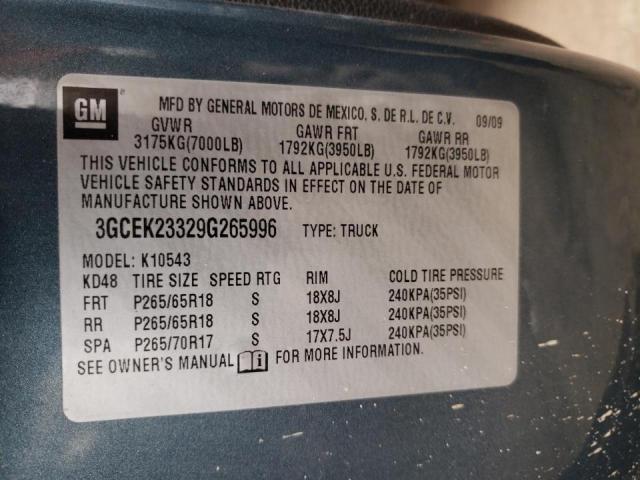 GM
MFD BY GENERAL MOTORS DE MEXICO, S. DE R.L. DE C.V. 09/09
GVWR GAWR FRT GAWR RR
3175KG(7000LB) 1792KG(3950LB) 1792KG(3950LB)
THIS VEHICLE CONFORMS TO ALL APPLICABLE U.S. FEDERAL MOTOR
VEHICLE SAFETY STANDARDS IN EFFECT ON THE DATE OF
MANUFACTURE SHOWN ABOVE.
3GCEK23329G265996 TYPE: TRUCK
MODEL: K10543
KD48 TIRE SIZE SPEED RTG RIM COLD TIRE PRESSURE
FRT P265/65R18 S 18X8J 240KPA(35PSI)
RR P265/65R18 S 18X8J 240KPA(35PSI)
SPA P265/70R17 S 17X7.5J 240KPA(35PSI)
SEE OWNER'S MANUAL FOR MORE INFORMATION.